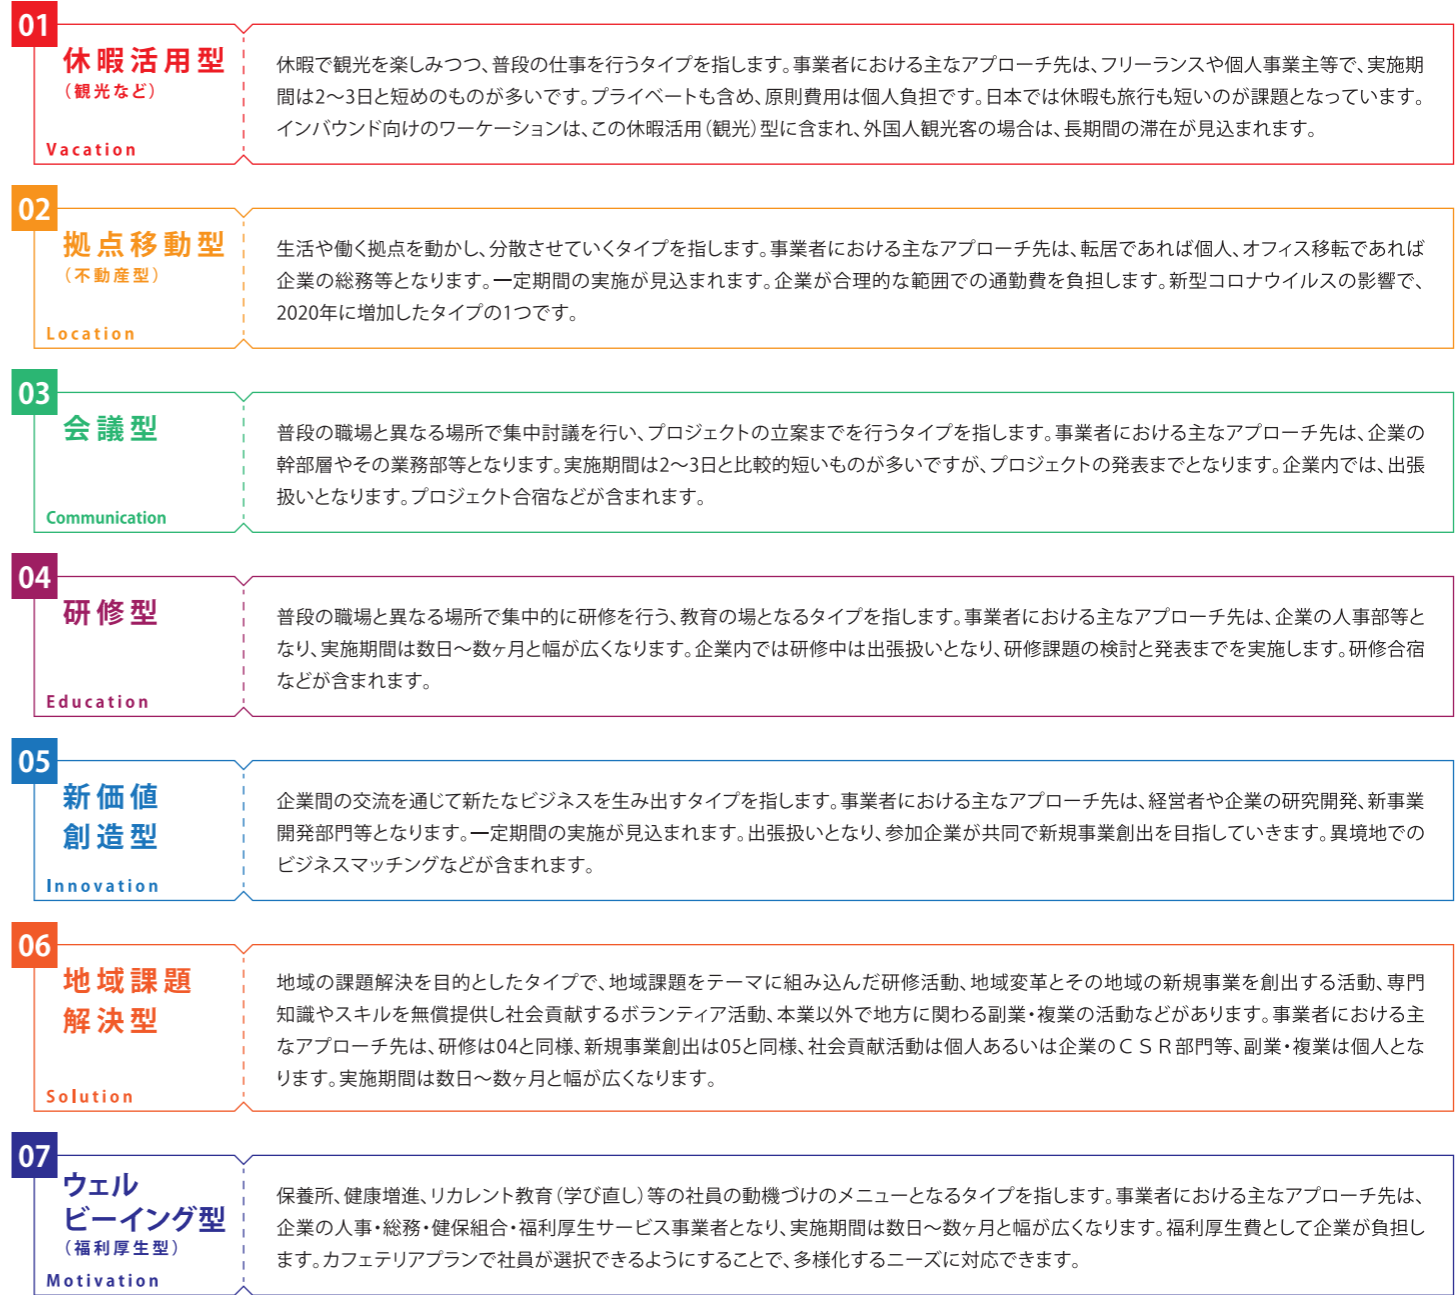 01
休暇活用型
（観光など）
Vacation
休暇で観光を楽しみつつ、普段の仕事を行うタイプを指します。事業者における主なアプローチ先は、フリーランスや個人事業主等で、実施期
間は2〜3日と短めのものが多いです。プライベートも含め、原則費用は個人負担です。日本では休暇も旅行も短いのが課題となっています。
インバウンド向けのワーケーションは、この休暇活用（観光）型に含まれ、外国人観光客の場合は、長期間の滞在が見込まれます。
02
拠点移動型
（不動産型）
Location
生活や働く拠点を動かし、分散させていくタイプを指します。事業者における主なアプローチ先は、転居であれば個人、オフィス移転であれば
企業の総務等となります。一定期間の実施が見込まれます。企業が合理的な範囲での通勤費を負担します。新型コロナウイルスの影響で、
2020年に増加したタイプの1つです。
03
会議型
Communication
普段の職場と異なる場所で集中討議を行い、プロジェクトの立案までを行うタイプを指します。事業者における主なアプローチ先は、企業の
幹部層やその業務部等となります。実施期間は2〜3日と比較的短いものが多いですが、プロジェクトの発表までとなります。企業内では、出張
扱いとなります。プロジェクト合宿などが含まれます。
04
研修型
Education
普段の職場と異なる場所で集中的に研修を行う、教育の場となるタイプを指します。事業者における主なアプローチ先は、企業の人事部等と
なり、実施期間は数日〜数ヶ月と幅が広くなります。企業内では研修中は出張扱いとなり、研修課題の検討と発表までを実施します。研修合宿
などが含まれます。
05
新価値
創造型
Innovation
企業間の交流を通じて新たなビジネスを生み出すタイプを指します。事業者における主なアプローチ先は、経営者や企業の研究開発、新事業
開発部門等となります。一定期間の実施が見込まれます。出張扱いとなり、参加企業が共同で新規事業創出を目指していきます。異境地での
ビジネスマッチングなどが含まれます。
06
地域課題
解決型
Solution
地域の課題解決を目的としたタイプで、地域課題をテーマに組み込んだ研修活動、地域変革とその地域の新規事業を創出する活動、専門
知識やスキルを無償提供し社会貢献するボランティア活動、本業以外で地方に関わる副業・複業の活動などがあります。事業者における主
なアプローチ先は、研修は04と同様、新規事業創出は05と同様、社会貢献活動は個人あるいは企業のＣＳＲ部門等、副業・複業は個人とな
ります。実施期間は数日〜数ヶ月と幅が広くなります。
07
ウェル
ビーイング型
（福利厚生型）
Motivation
保養所、健康増進、リカレント教育（学び直し）等の社員の動機づけのメニューとなるタイプを指します。事業者における主なアプローチ先は、
企業の人事・総務・健保組合・福利厚生サービス事業者となり、実施期間は数日〜数ヶ月と幅が広くなります。福利厚生費として企業が負担し
ます。カフェテリアプランで社員が選択できるようにすることで、多様化するニーズに対応できます。